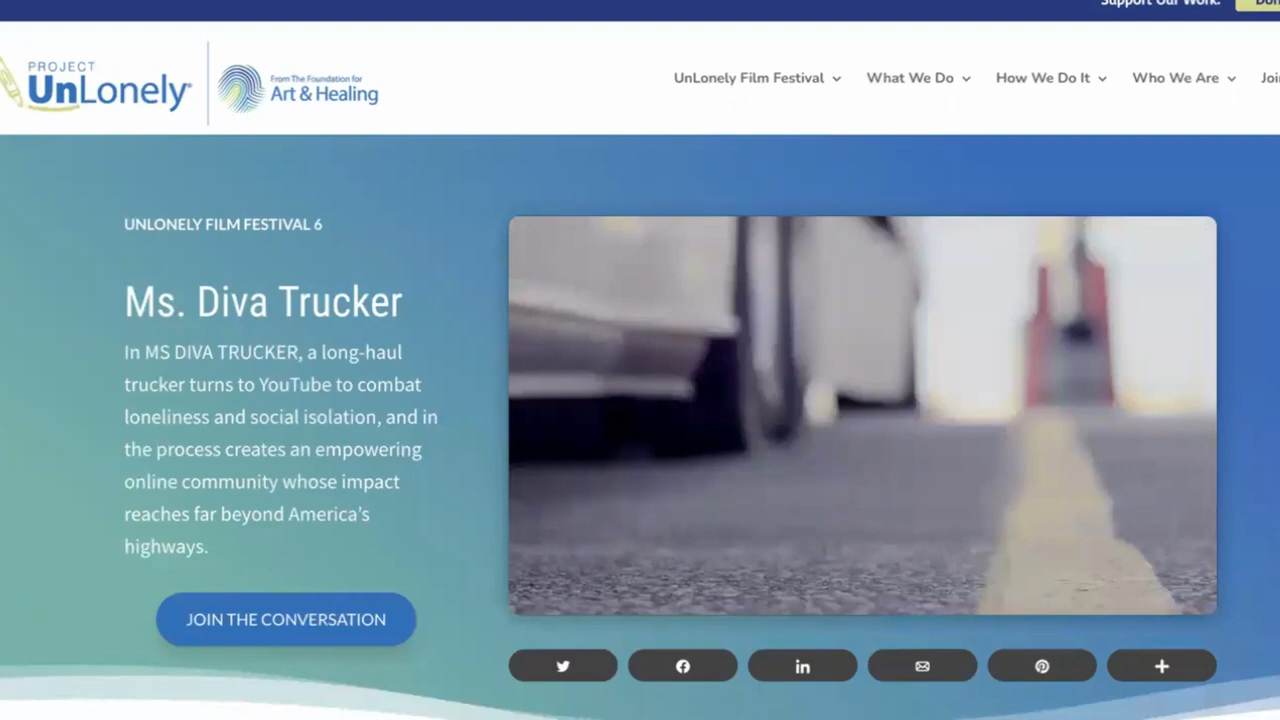 Support Our Work.
PROJECT
UnLonely®
From The Foundation for
Art & Healing
UnLonely Film Festival
What We Do
How We Do It
Who We Are
UNLONELY FILM FESTIVAL 6
Ms. Diva Trucker
In MS DIVA TRUCKER, a long-haul
trucker turns to YouTube to combat
loneliness and social isolation, and in
the process creates an empowering
online community whose impact
reaches far beyond America's
highways.
JOIN THE CONVERSATION